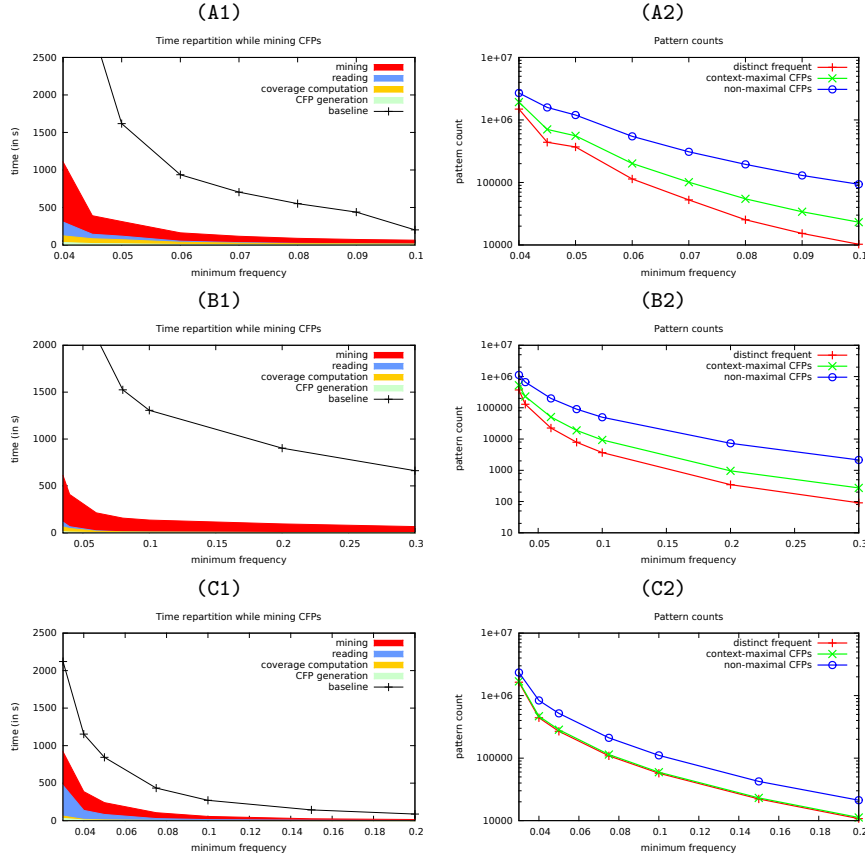 (A1)
Time repartition while mining CFPs
2500
2000
1500
1000
500
0
time (in s)
mining
reading
coverage computation
CFP generation
baseline
0.04 0.05 0.06 0.07 0.08 0.09 0.1
minimum frequency
(A2)
Pattern counts
1e+07
1e+06
100000
10000
pattern count
distinct frequent
context-maximal CFPs
non-maximal CFPs
0.04 0.05 0.06 0.07 0.08 0.09 0.1
minimum frequency
(B1)
Time repartition while mining CFPs
2000
1500
1000
500
0
time (in s)
mining
reading
coverage computation
CFP generation
baseline
0.05 0.1 0.2 0.3
minimum frequency
(B2)
Pattern counts
1e+07
1e+06
100000
10000
1000
100
10
pattern count
distinct frequent
context-maximal CFPs
non-maximal CFPs
0.05 0.1 0.2 0.3
minimum frequency
(C1)
Time repartition while mining CFPs
2500
2000
1500
1000
500
0
time (in s)
mining
reading
coverage computation
CFP generation
baseline
0.04 0.06 0.08 0.10 0.12 0.14 0.16 0.18 0.2
minimum frequency
(C2)
Pattern counts
1e+07
1e+06
100000
10000
pattern count
distinct frequent
context-maximal CFPs
non-maximal CFPs
0.04 0.06 0.08 0.1 0.12 0.14 0.16 0.18 0.2
minimum frequency